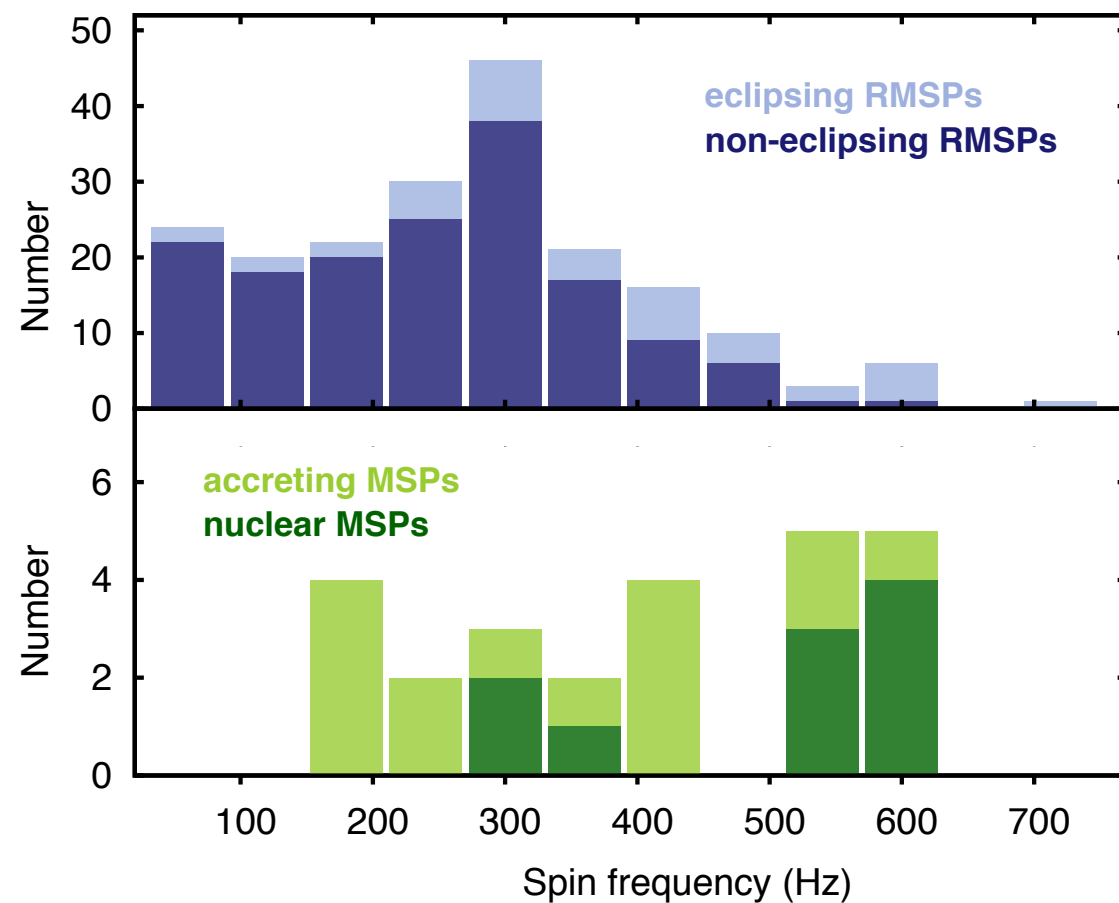 50
40
30
20
10
0
Number
eclipsing RMSPs
non-eclipsing RMSPs
6
4
2
0
Number
accreting MSPs
nuclear MSPs
100 200 300 400 500 600 700
Spin frequency (Hz)